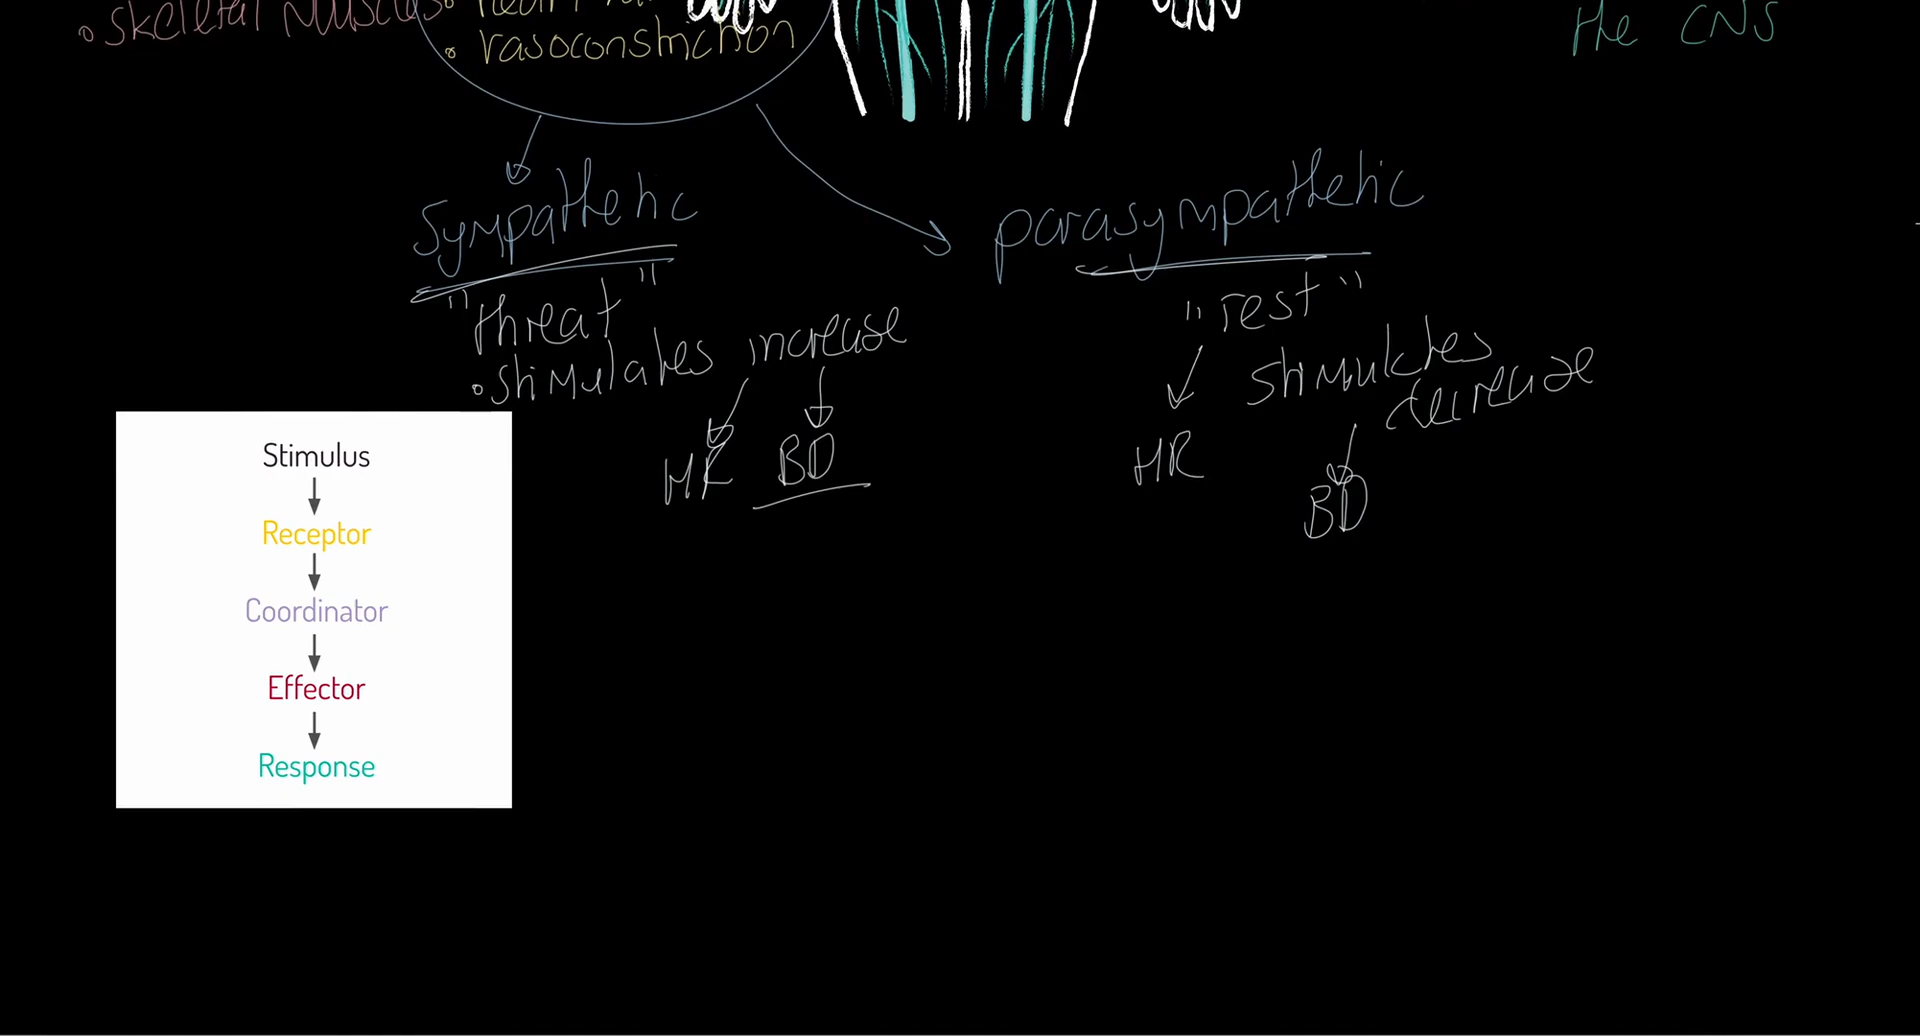 • skeletal muscles
• vasoconstriction
the CNS
sympathetic
parasympathetic
"threat"
• stimulates increase
HR BD
"rest"
stimulates
decrease
HR
BD
Stimulus
Receptor
Coordinator
Effector
Response